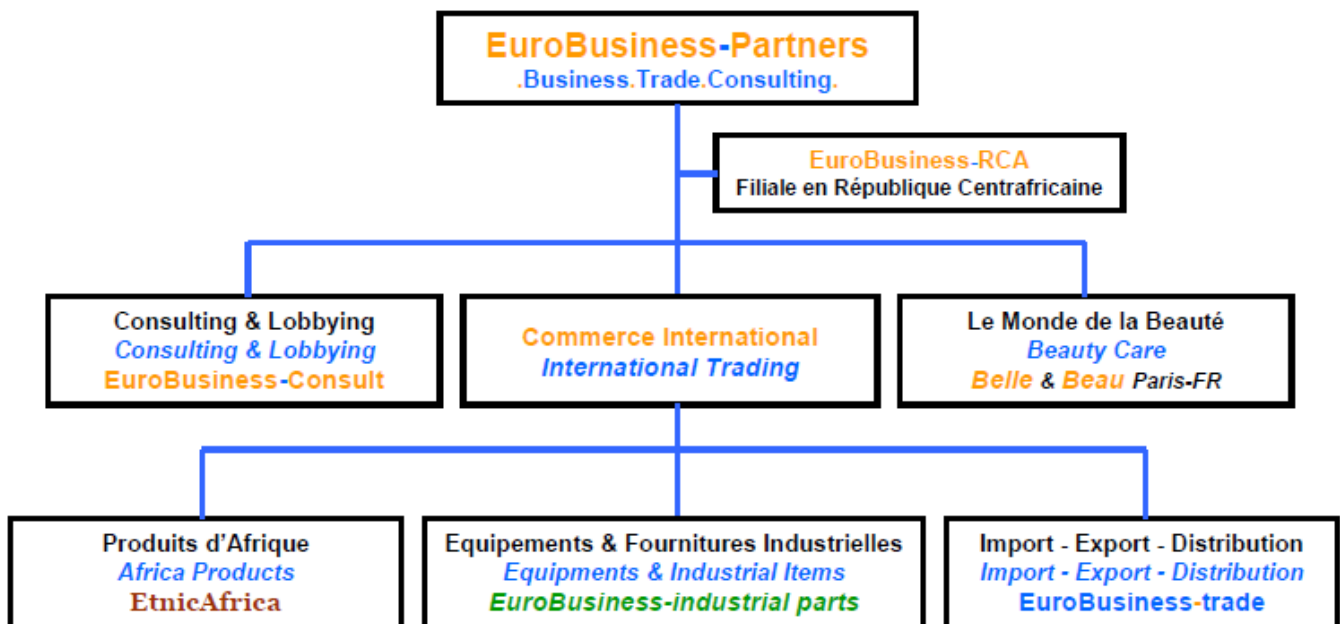 EuroBusiness-Partners
.Business.Trade.Consulting.
EuroBusiness-RCA
Filiale en République Centrafricaine
Consulting & Lobbying
Consulting & Lobbying
EuroBusiness-Consult
Commerce International
International Trading
Le Monde de la Beauté
Beauty Care
Belle & Beau Paris-FR
Produits d'Afrique
Africa Products
EtnicAfrica
Equipements & Fournitures Industrielles
Equipments & Industrial Items
EuroBusiness-industrial parts
Import - Export - Distribution
Import - Export - Distribution
EuroBusiness-trade